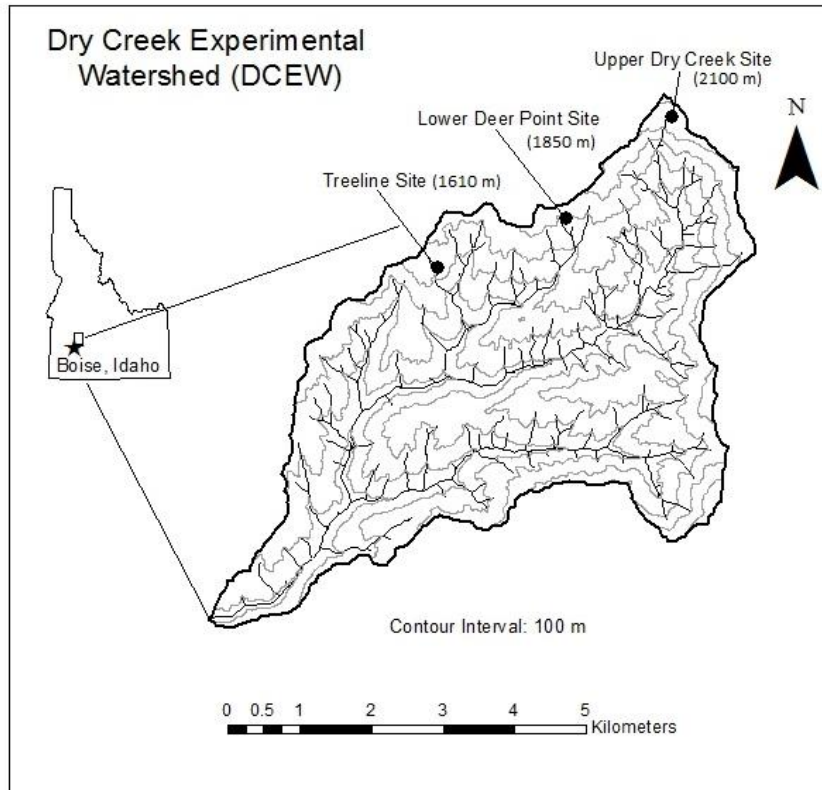 Dry Creek Experimental
Watershed (DCEW)
Upper Dry Creek Site
(2100 m)
Lower Deer Point Site
(1850 m)
N
Treeline Site (1610 m)
Boise, Idaho
Contour Interval: 100 m
0 0.5 1 2 3 4 5
Kilometers